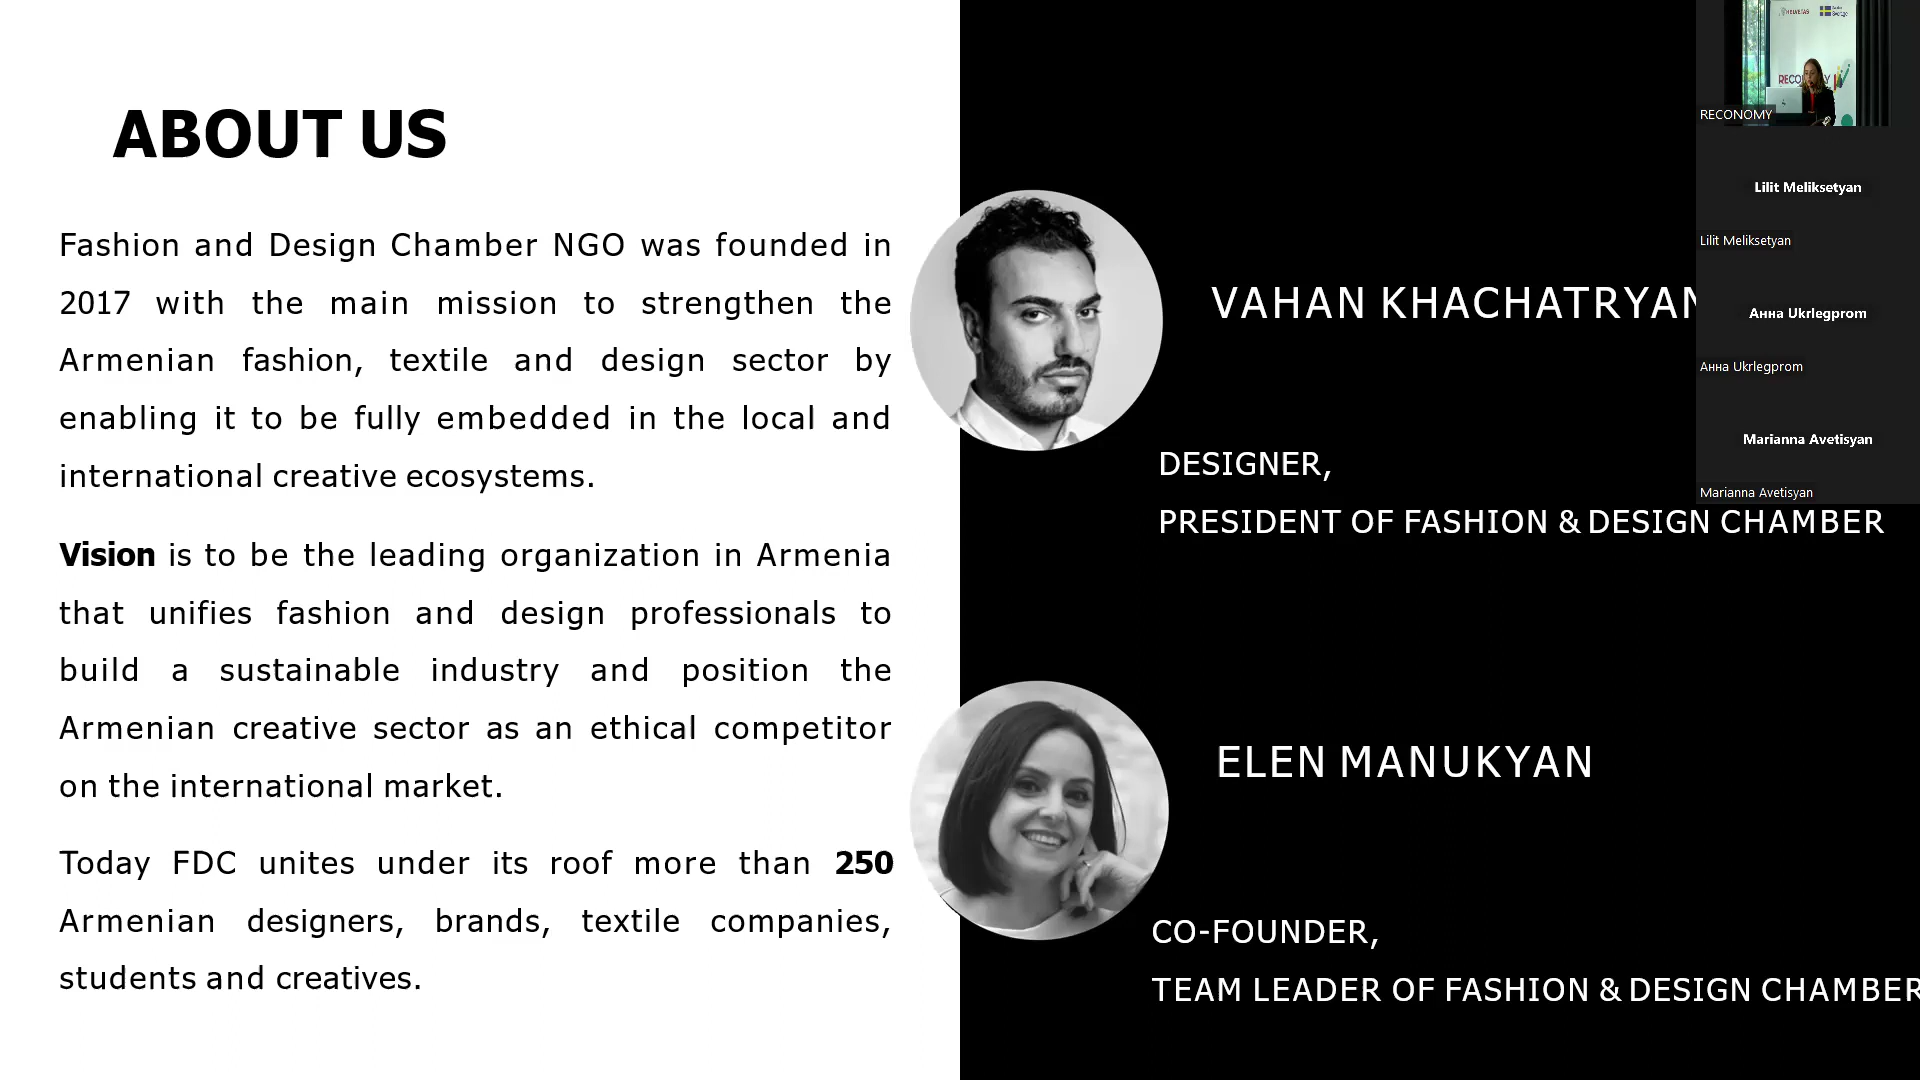 ABOUT US
Fashion and Design Chamber NGO was founded in
2017 with the main mission to strengthen the
Armenian fashion, textile and design sector by
enabling it to be fully embedded in the local and
international creative ecosystems.
Vision is to be the leading organization in Armenia
that unifies fashion and design professionals to
build a sustainable industry and position the
Armenian creative sector as an ethical competitor
on the international market.
Today FDC unites under its roof more than 250
Armenian designers, brands, textile companies,
students and creatives.
VAHAN KHACHATRYAN
DESIGNER,
PRESIDENT OF FASHION & DESIGN CHAMBER
ELEN MANUKYAN
CO-FOUNDER,
TEAM LEADER OF FASHION & DESIGN CHAMBER
HELVETAS
Sverige
RECONOMY
Lilit Meliksetyan
Lilit Meliksetyan
Анна Ukrlegprom
Анна Ukrlegprom
Marianna Avetisyan
Marianna Avetisyan